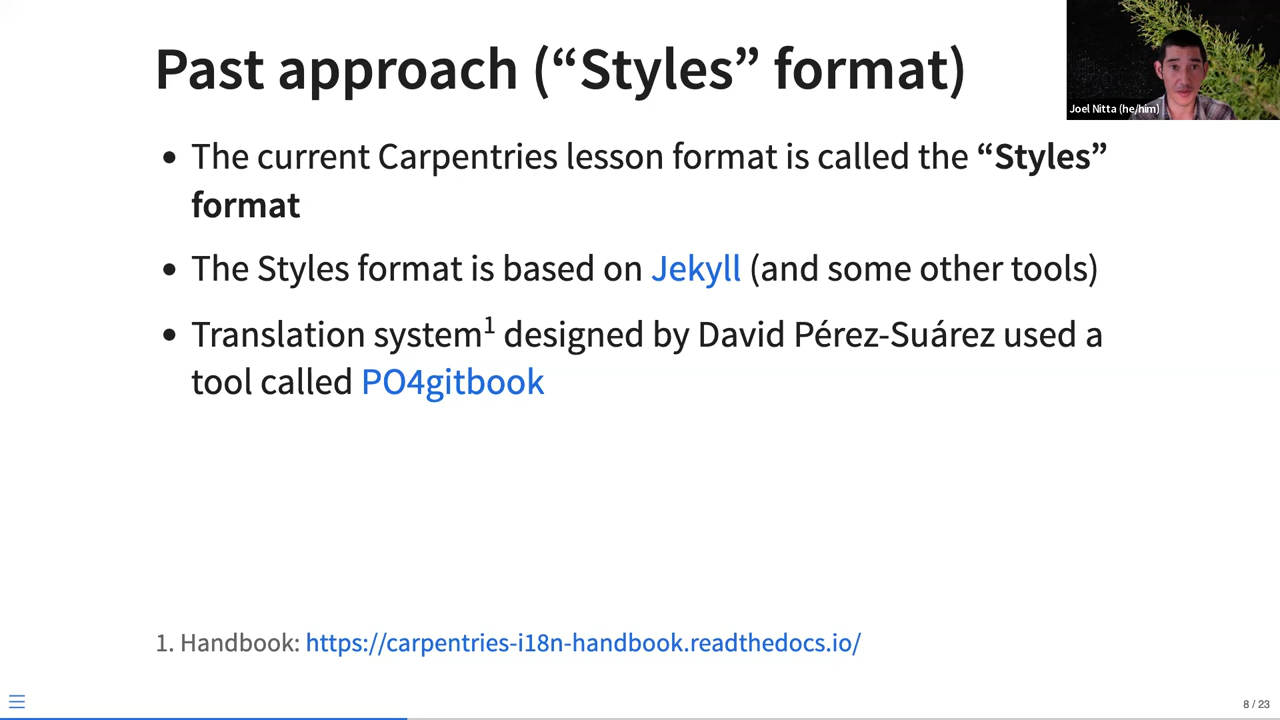 Past approach (“Styles” format)
Joel Nitta (he/him)
• The current Carpentries lesson format is called the “Styles”
format
• The Styles format is based on Jekyll (and some other tools)
• Translation system1 designed by David Pérez-Suárez used a
tool called PO4gitbook
1. Handbook: https://carpentries-i18n-handbook.readthedocs.io/
8 / 23